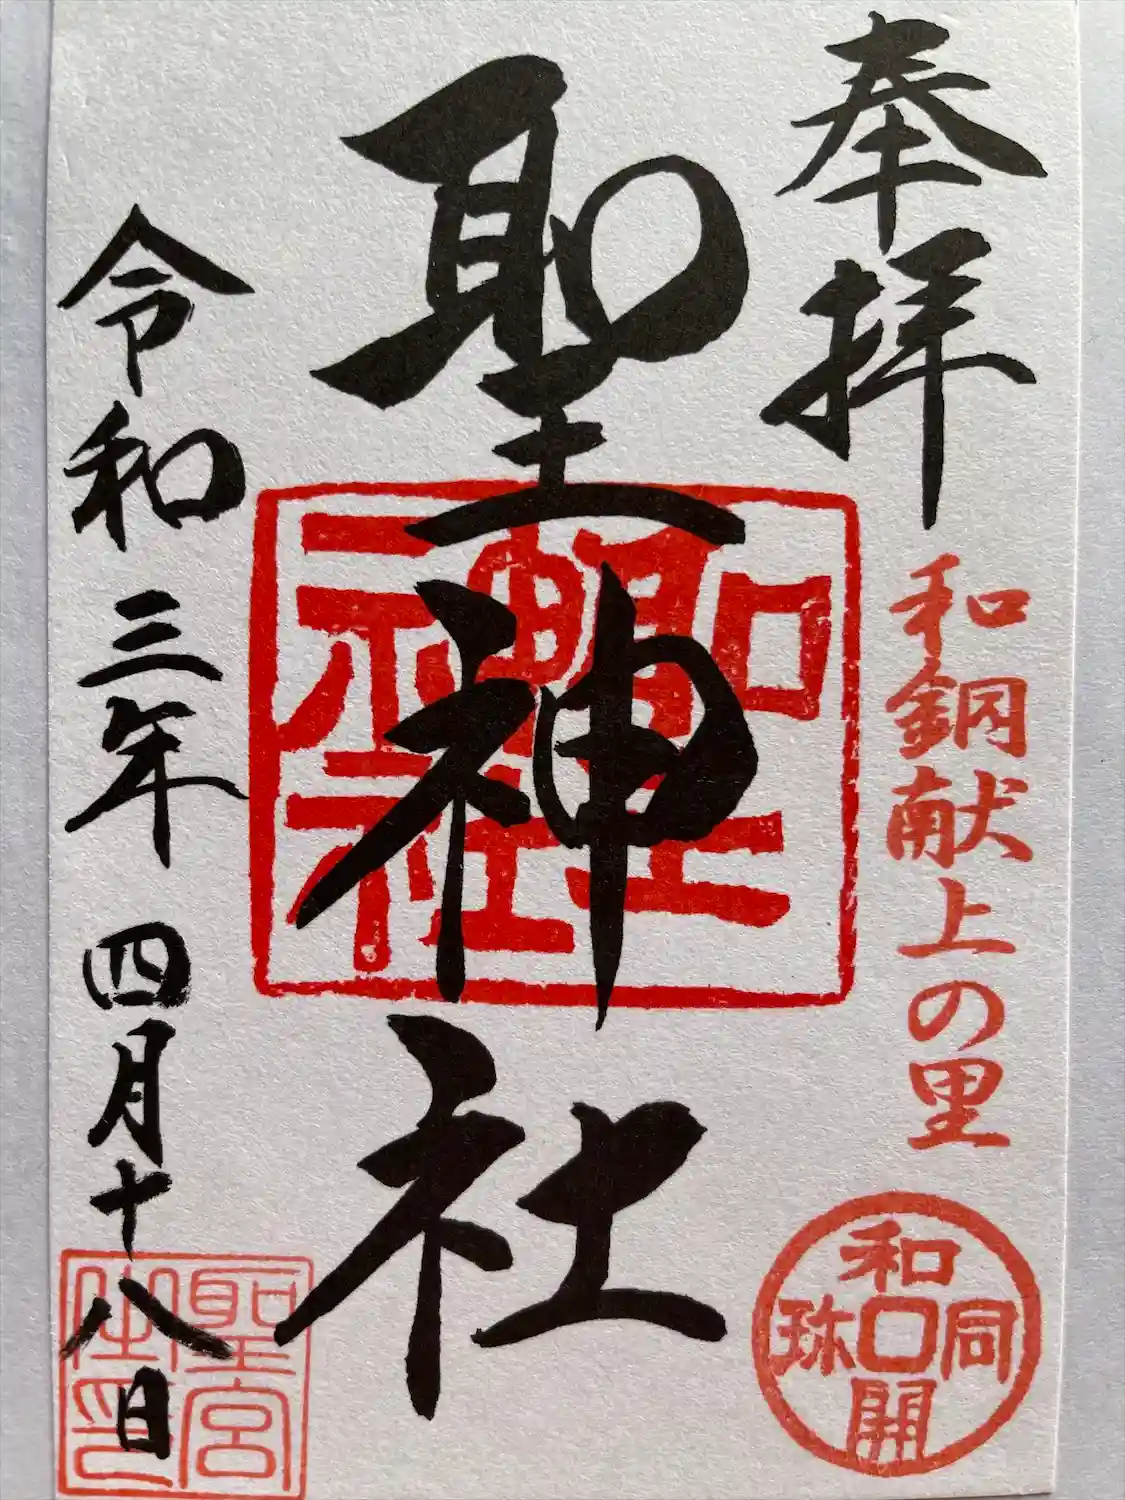 奉拝
和銅献上の里
和同開珎
聖神社
聖神社
令和三年四月十八日
聖宮